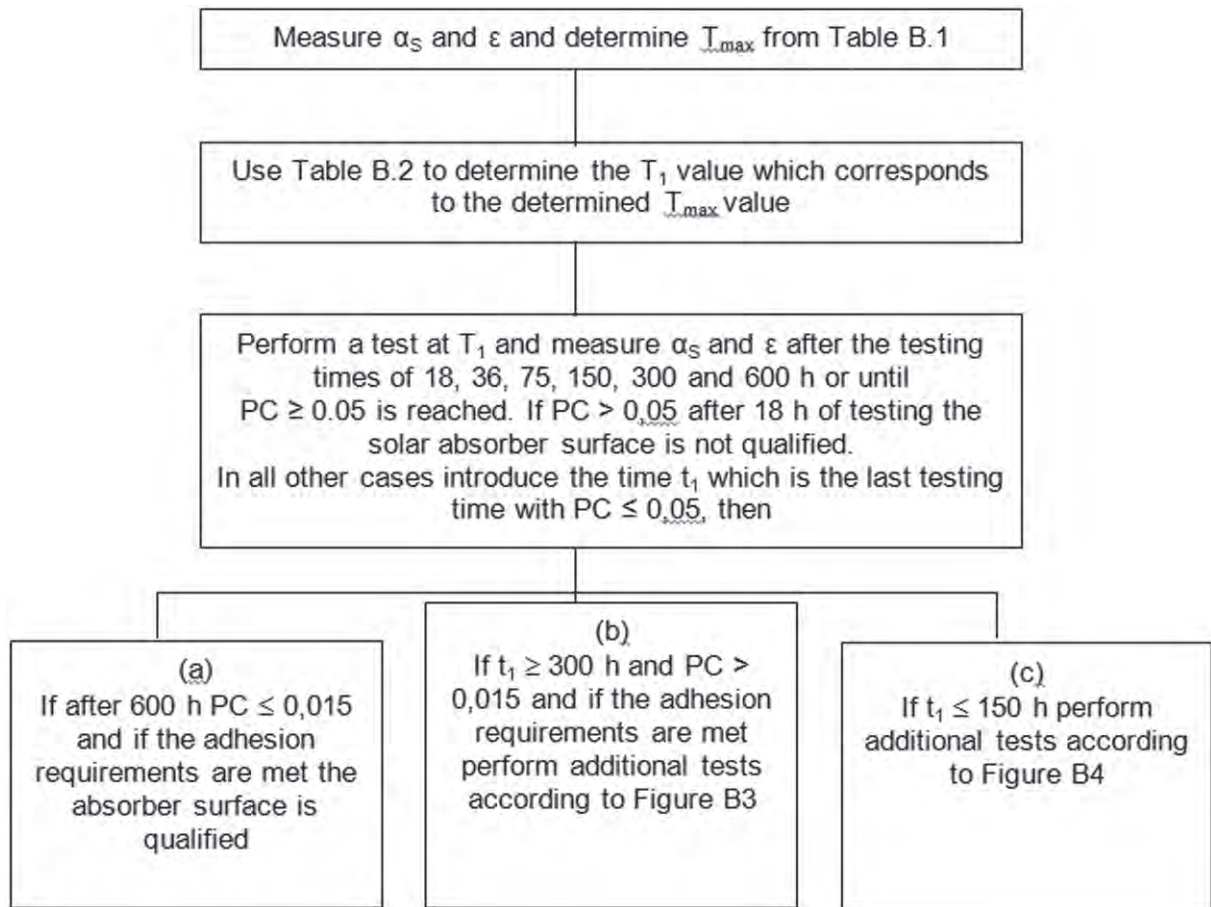 Measure αS and ε and determine Tmax from Table B.1
Use Table B.2 to determine the T1 value which corresponds
to the determined Tmax value
Perform a test at T1 and measure αS and ε after the testing
times of 18, 36, 75, 150, 300 and 600 h or until
PC ≥ 0.05 is reached. If PC > 0,05 after 18 h of testing the
solar absorber surface is not qualified.
In all other cases introduce the time t1 which is the last testing
time with PC ≤ 0,05, then
(a)
If after 600 h PC ≤ 0,015
and if the adhesion
requirements are met the
absorber surface is
qualified
(b)
If t1 ≥ 300 h and PC >
0,015 and if the adhesion
requirements are met
perform additional tests
according to Figure B3
(c)
If t1 ≤ 150 h perform
additional tests according
to Figure B4